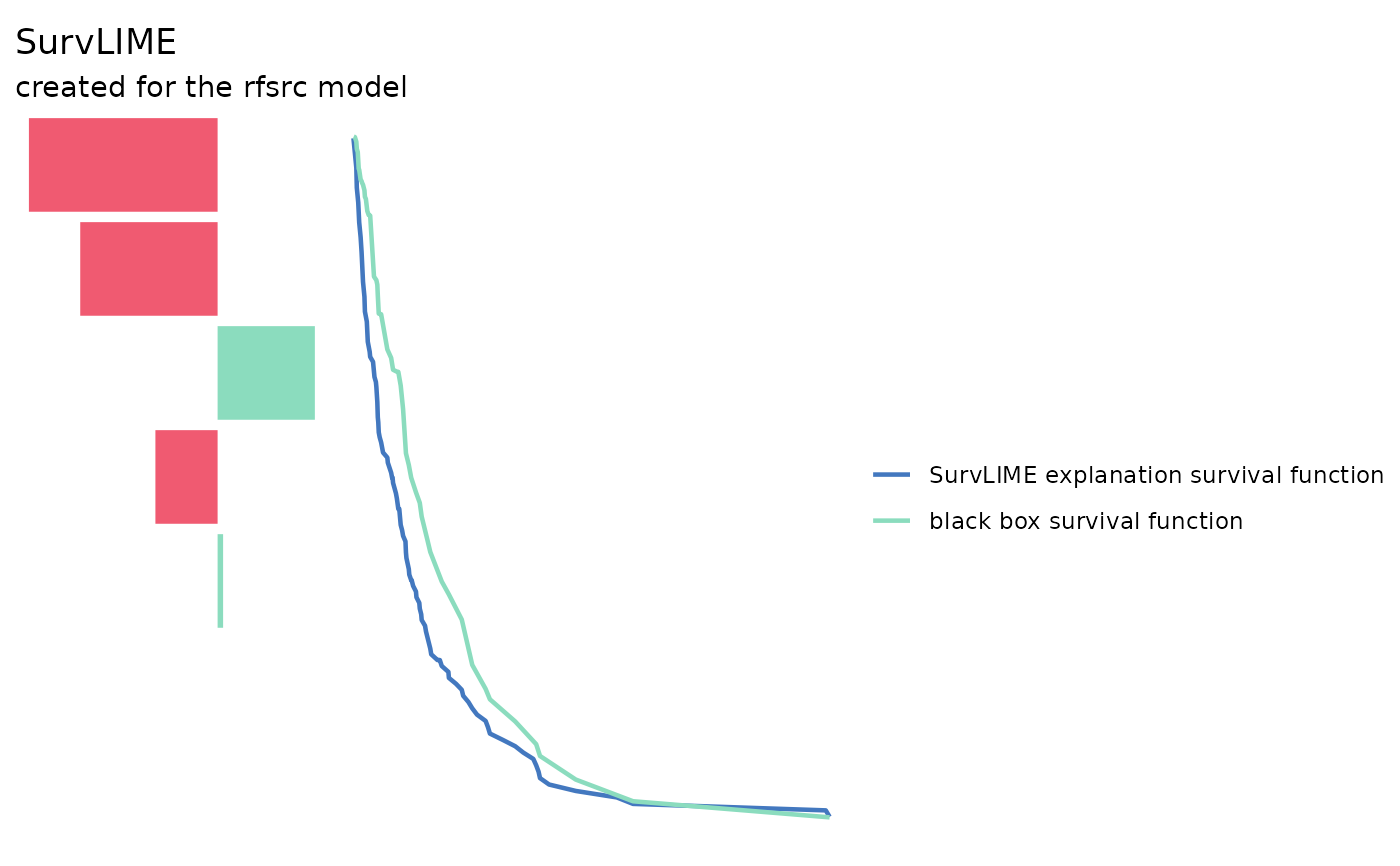 SurvLIME
created for the rfsrc model
SurvLIME explanation survival function
black box survival function